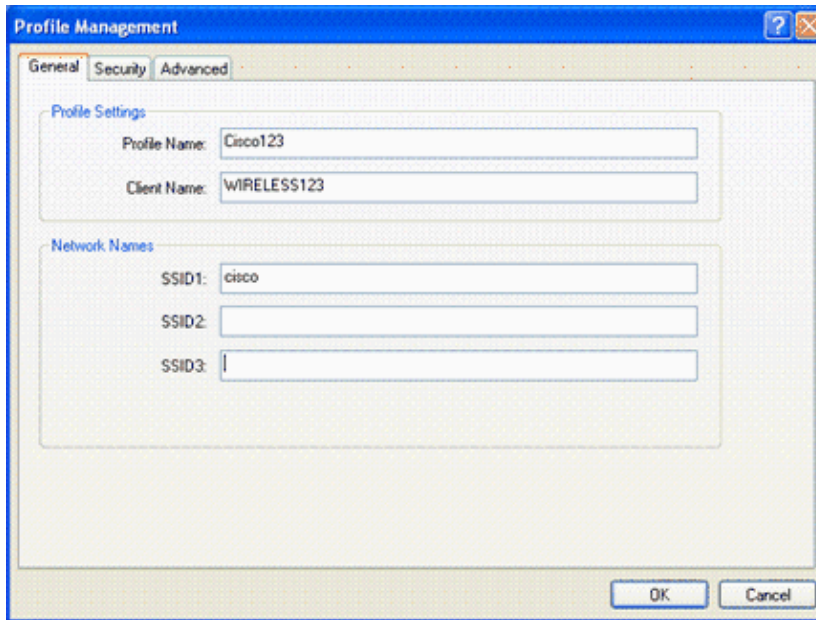 Profile Management
General Security Advanced
Profile Settings
Profile Name: Cisco123
Client Name: WIRELESS123
Network Names
SSID1: cisco
SSID2:
SSID3:
OK Cancel